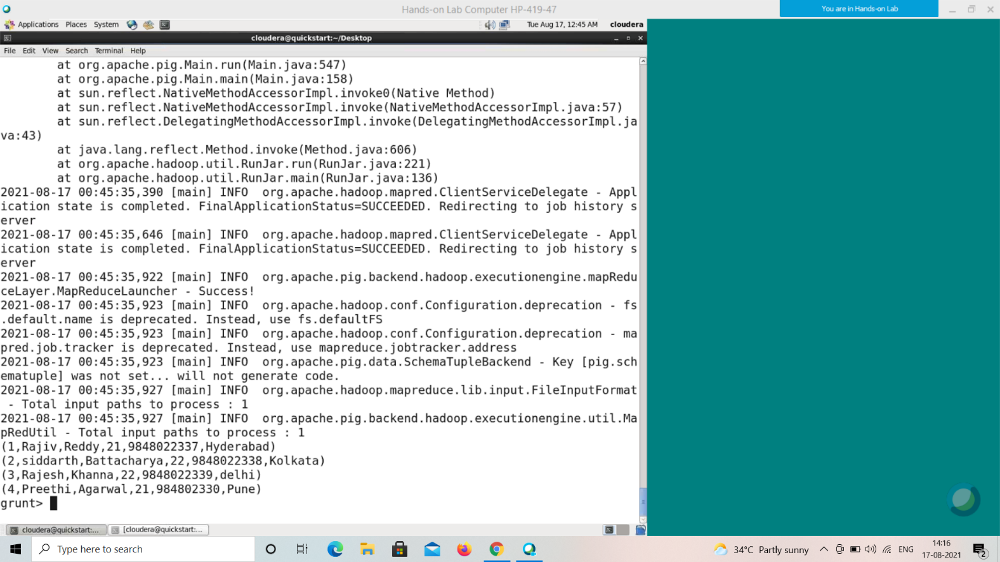 Hands-on Lab Computer HP-419-47
You are in Hands-on Lab
Applications Places System
Tue Aug 17, 12:45 AM cloudera
cloudera@quickstart:~/Desktop
File Edit View Search Terminal Help
at org.apache.pig.Main.run(Main.java:547)
at org.apache.pig.Main.main(Main.java:158)
at sun.reflect.NativeMethodAccessorImpl.invoke0(Native Method)
at sun.reflect.NativeMethodAccessorImpl.invoke(NativeMethodAccessorImpl.java:57)
at sun.reflect.DelegatingMethodAccessorImpl.invoke(DelegatingMethodAccessorImpl.ja
va:43)
at java.lang.reflect.Method.invoke(Method.java:606)
at org.apache.hadoop.util.RunJar.run(RunJar.java:221)
at org.apache.hadoop.util.RunJar.main(RunJar.java:136)
2021-08-17 00:45:35,390 [main] INFO  org.apache.hadoop.mapred.ClientServiceDelegate - Appl
ication state is completed. FinalApplicationStatus=SUCCEEDED. Redirecting to job history s
erver
2021-08-17 00:45:35,646 [main] INFO  org.apache.hadoop.mapred.ClientServiceDelegate - Appl
ication state is completed. FinalApplicationStatus=SUCCEEDED. Redirecting to job history s
erver
2021-08-17 00:45:35,922 [main] INFO  org.apache.pig.backend.hadoop.executionengine.mapRedu
ceLayer.MapReduceLauncher - Success!
2021-08-17 00:45:35,923 [main] INFO  org.apache.hadoop.conf.Configuration.deprecation - fs
.default.name is deprecated. Instead, use fs.defaultFS
2021-08-17 00:45:35,923 [main] INFO  org.apache.hadoop.conf.Configuration.deprecation - ma
pred.job.tracker is deprecated. Instead, use mapreduce.jobtracker.address
2021-08-17 00:45:35,923 [main] INFO  org.apache.pig.data.SchemaTupleBackend - Key [pig.sch
ematuple] was not set... will not generate code.
2021-08-17 00:45:35,927 [main] INFO  org.apache.hadoop.mapreduce.lib.input.FileInputFormat
 - Total input paths to process : 1
2021-08-17 00:45:35,927 [main] INFO  org.apache.pig.backend.hadoop.executionengine.util.Ma
pRedUtil - Total input paths to process : 1
(1,Rajiv,Reddy,21,9848022337,Hyderabad)
(2,siddarth,Battacharya,22,9848022338,Kolkata)
(3,Rajesh,Khanna,22,9848022339,delhi)
(4,Preethi,Agarwal,21,984802330,Pune)
grunt>
cloudera@quickstart:...
[cloudera@quickstart:...
Type here to search
34°C Partly sunny
ENG
14:16
17-08-2021
2